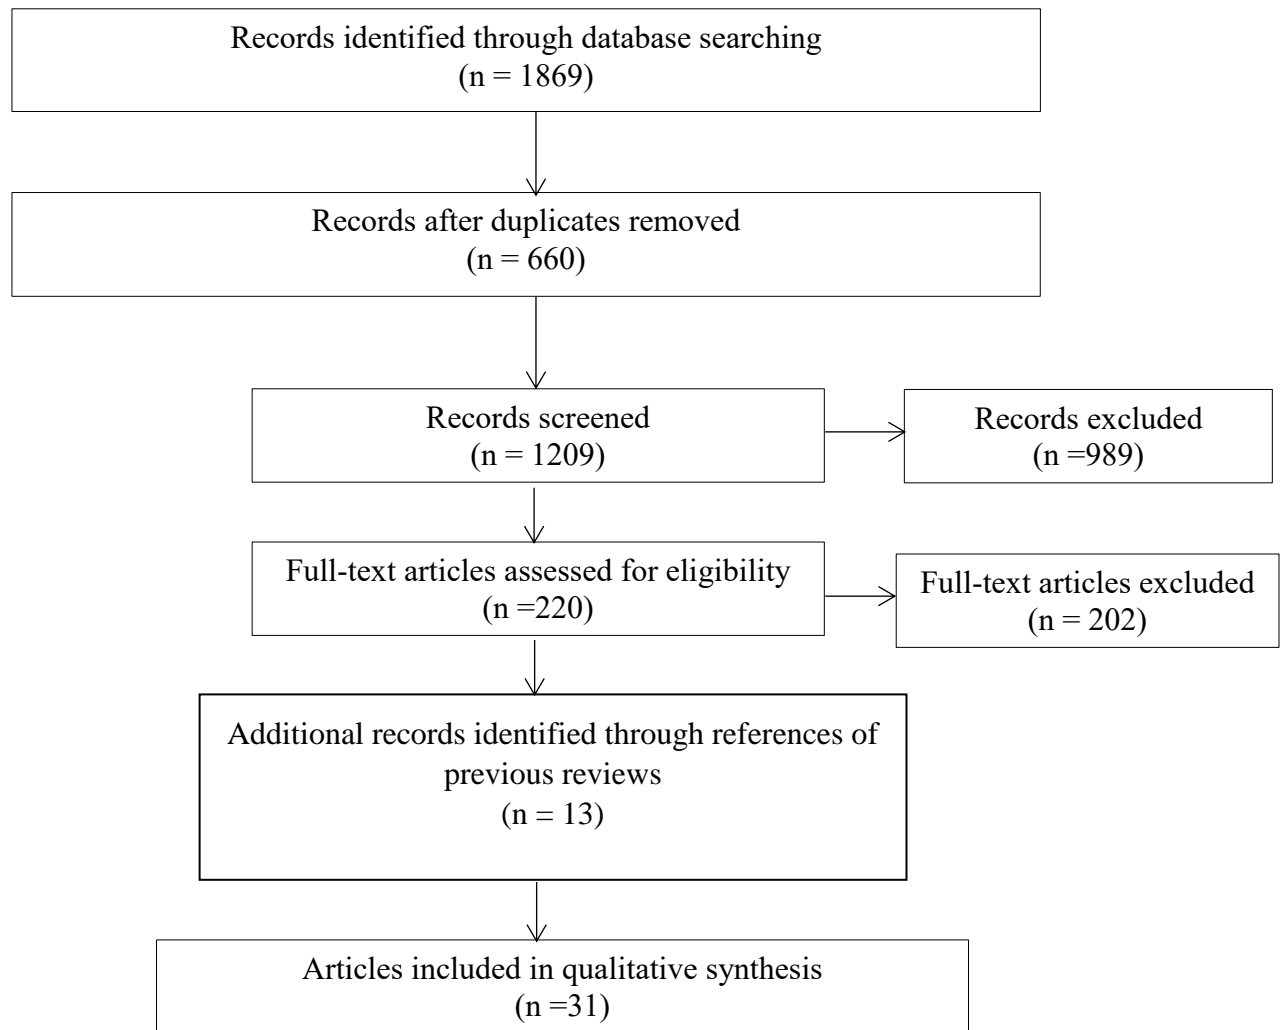 Records identified through database searching
(n = 1869)
Records after duplicates removed
(n = 660)
Records screened
(n = 1209)
Records excluded
(n =989)
Full-text articles assessed for eligibility
(n =220)
Full-text articles excluded
(n = 202)
Additional records identified through references of
previous reviews
(n = 13)
Articles included in qualitative synthesis
(n =31)